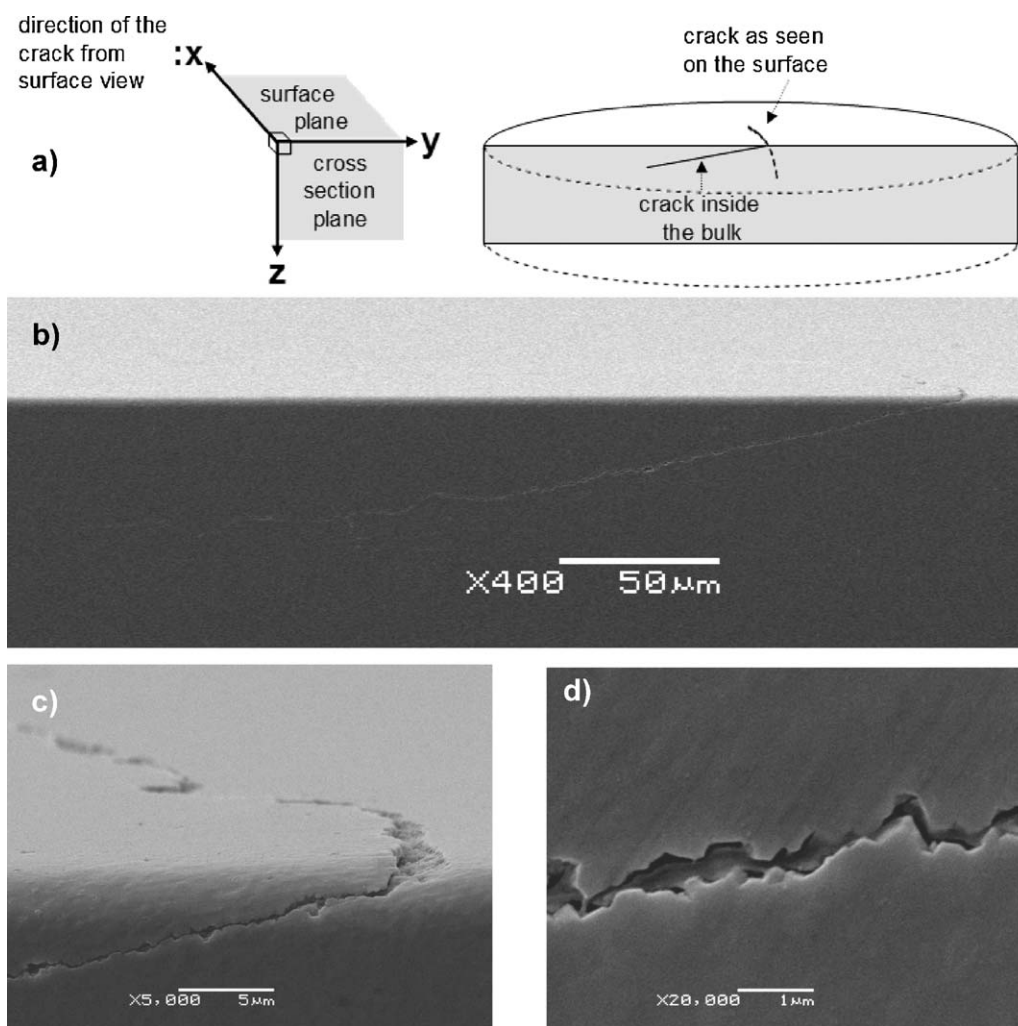 direction of the
crack from
surface view
:x
surface
plane
y
cross
section
plane
z
a)
crack as seen
on the surface
crack inside
the bulk
b)
X400 50μm
c)
X5,000 5μm
d)
X20,000 1μm